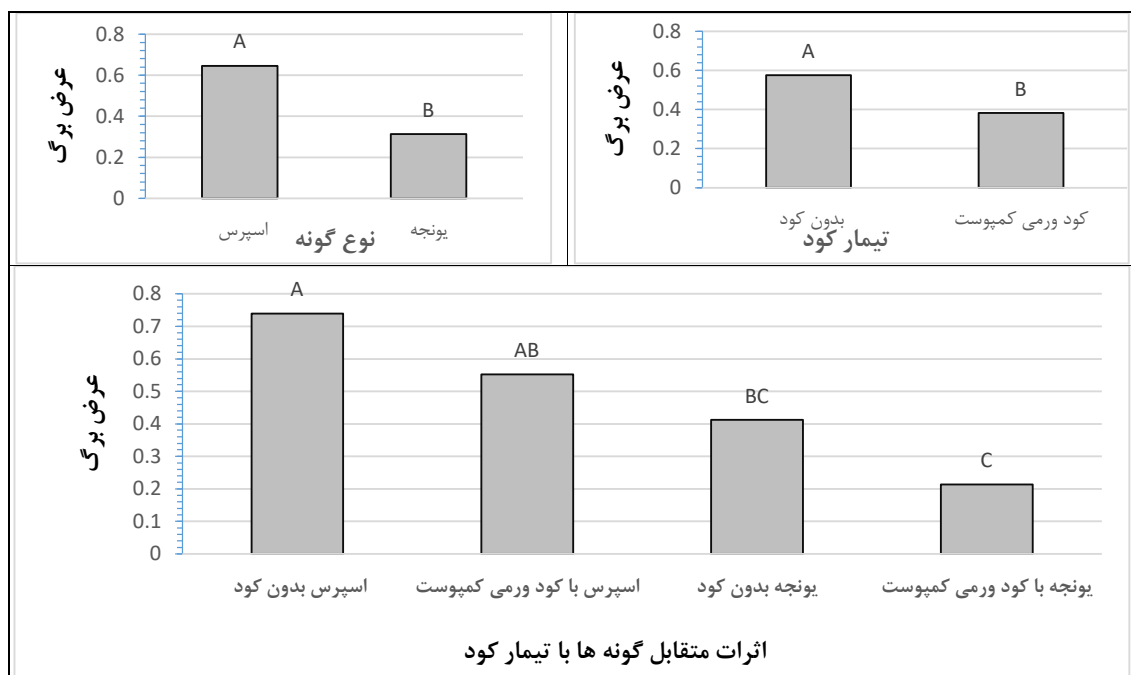 0.8
0.6
0.4
0.2
0
عرض برگ
A
B
اسپرس
یونجه
نوع گونه
0.8
0.6
0.4
0.2
0
عرض برگ
A
B
بدون کود
کود ورمی کمپوست
تیمار کود
0.8
0.7
0.6
0.5
0.4
0.3
0.2
0.1
0
عرض برگ
A
AB
BC
C
اسپرس بدون کود
اسپرس با کود ورمی کمپوست
یونجه بدون کود
یونجه با کود ورمی کمپوست
اثرات متقابل گونه ها با تیمار کود